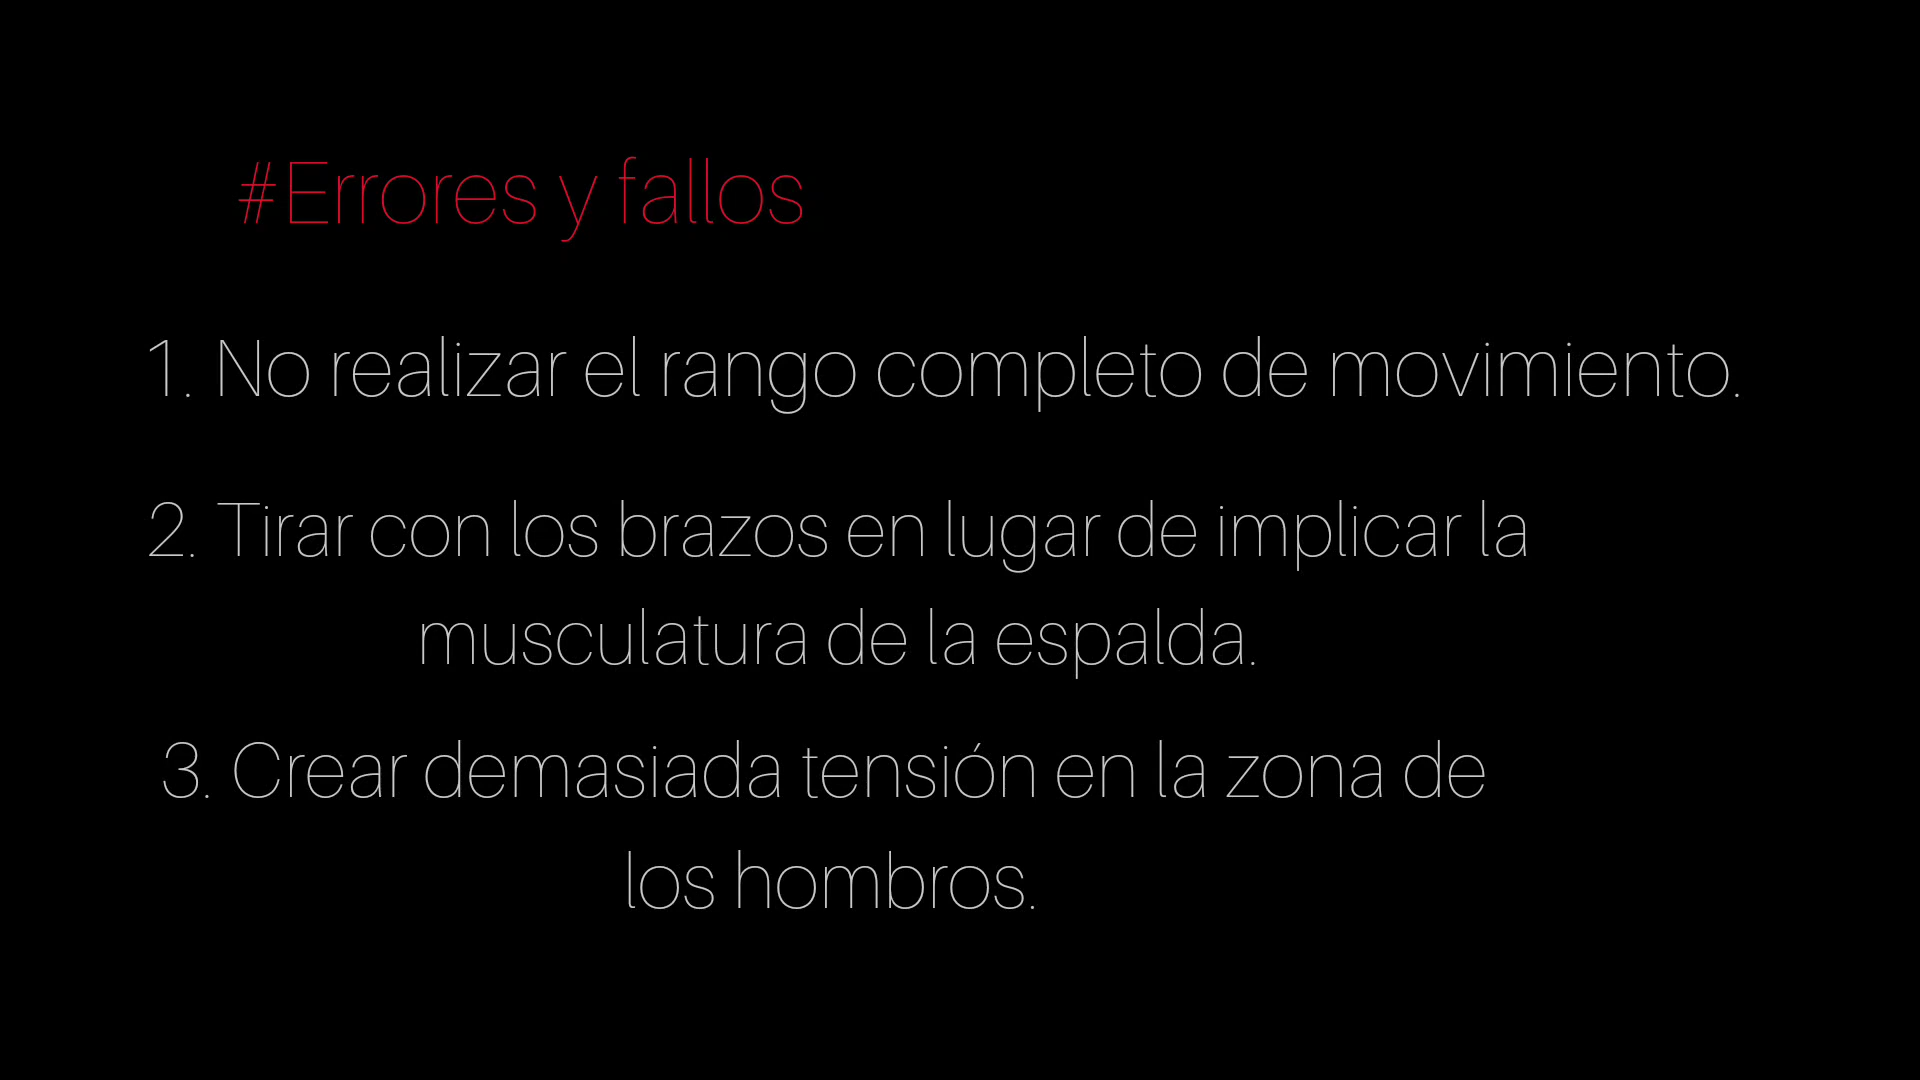 #Errores y fallos
1. No realizar el rango completo de movimiento.
2. Tirar con los brazos en lugar de implicar la
musculatura de la espalda.
3. Crear demasiada tensión en la zona de
los hombros.